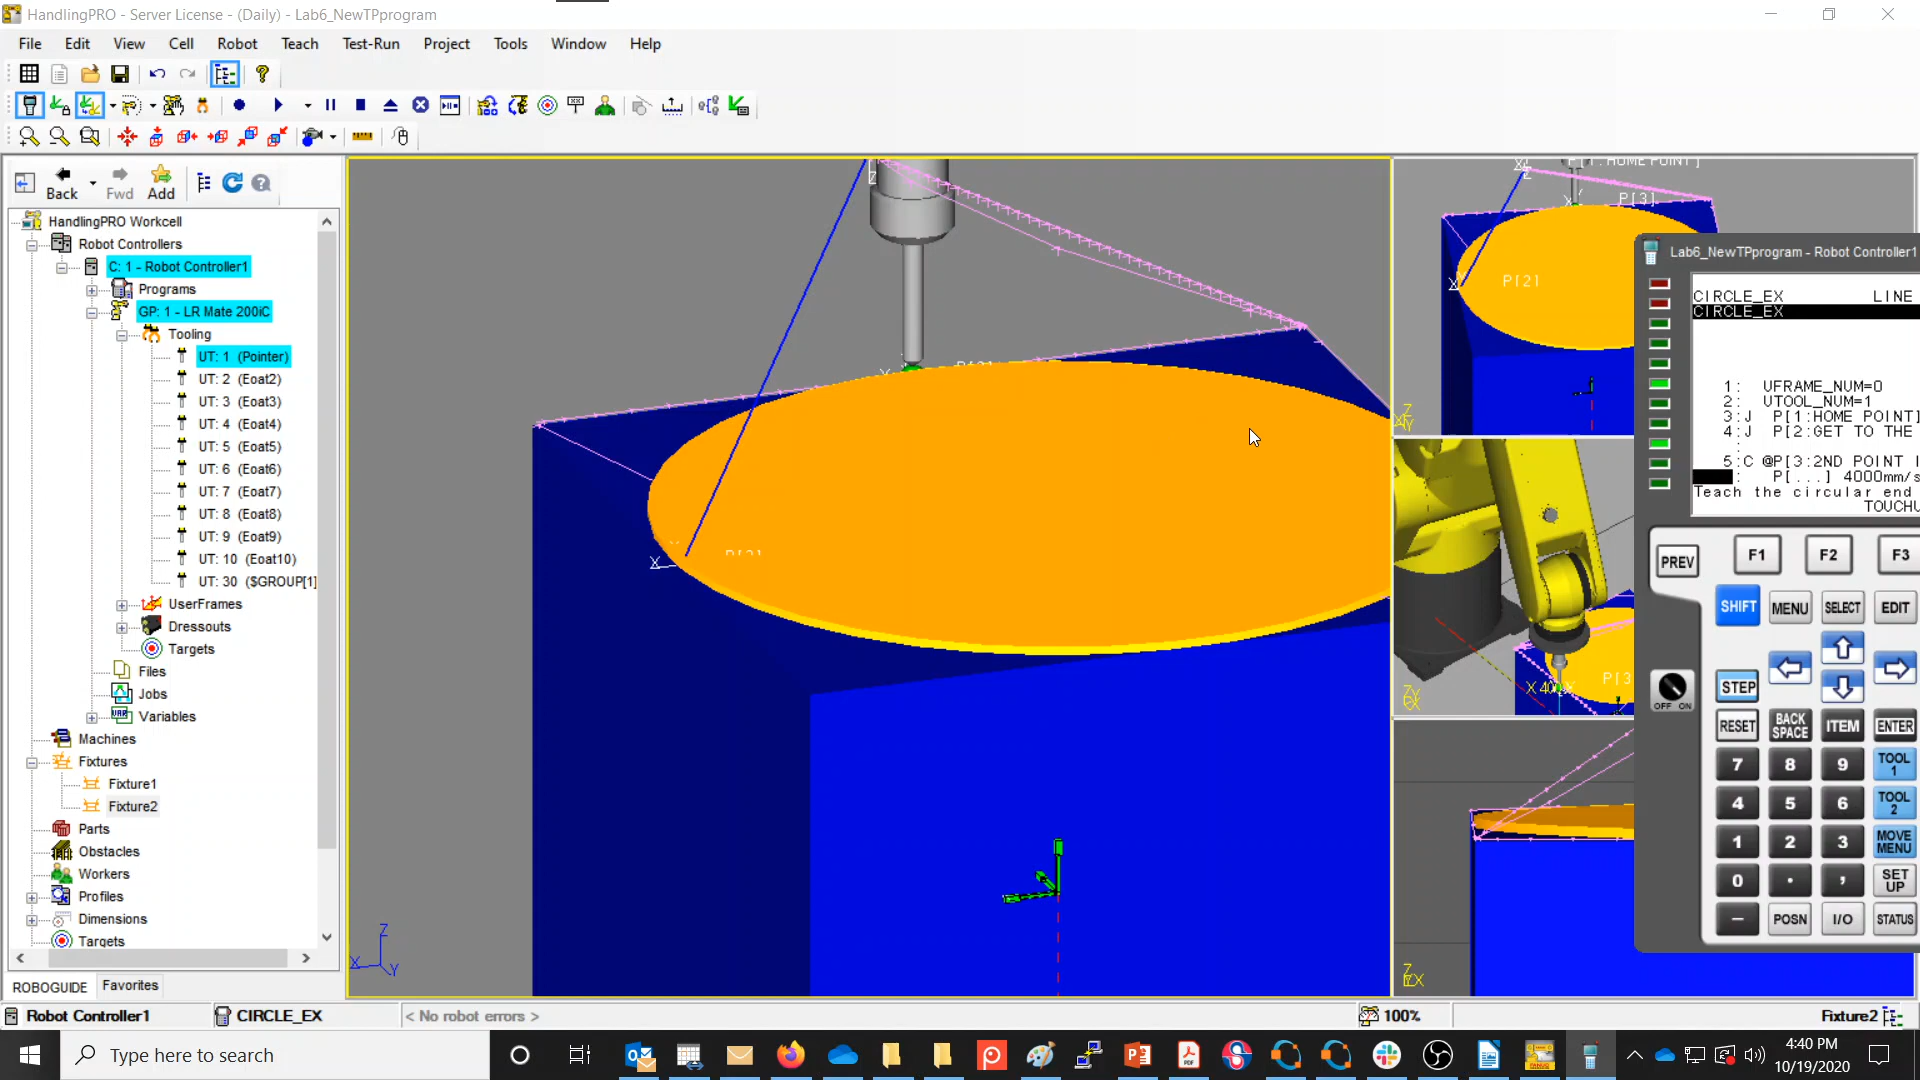 HandlingPRO - Server License - (Daily) - Lab6_NewTPprogram
File Edit View Cell Robot Teach Test-Run Project Tools Window Help
Back Fwd Add
HandlingPRO Workcell
Robot Controllers
C: 1 - Robot Controller1
Programs
GP: 1 - LR Mate 200iC
Tooling
UT: 1 (Pointer)
UT: 2 (Eoat2)
UT: 3 (Eoat3)
UT: 4 (Eoat4)
UT: 5 (Eoat5)
UT: 6 (Eoat6)
UT: 7 (Eoat7)
UT: 8 (Eoat8)
UT: 9 (Eoat9)
UT: 10 (Eoat10)
UT: 30 ($GROUP[1]
UserFrames
Dressouts
Targets
Files
Jobs
Variables
Machines
Fixtures
Fixture1
Fixture2
Parts
Obstacles
Workers
Profiles
Dimensions
Targets
ROBOGUIDE Favorites
Z
X
X
Z
X Y
P[1:HOME POINT]
P[3]
P[2]
Lab6_NewTPprogram - Robot Controller1
CIRCLE_EX LINE
CIRCLE_EX
1: UFRAME_NUM=0
2: UTOOL_NUM=1
3:J P[1:HOME POINT]
4:J P[2:GET TO THE
:
5:C @P[3:2ND POINT I
: P[...] 4000mm/s
Teach the circular end
TOUCHU
PREV F1 F2 F3
SHIFT MENU SELECT EDIT
OFF ON
STEP
RESET BACK SPACE ITEM ENTER
7 8 9 TOOL 1
4 5 6 TOOL 2
1 2 3 MOVE MENU
0 . , SET UP
- POSN I/O STATUS
Robot Controller1 CIRCLE_EX < No robot errors > 100% Fixture2
Type here to search
4:40 PM
10/19/2020